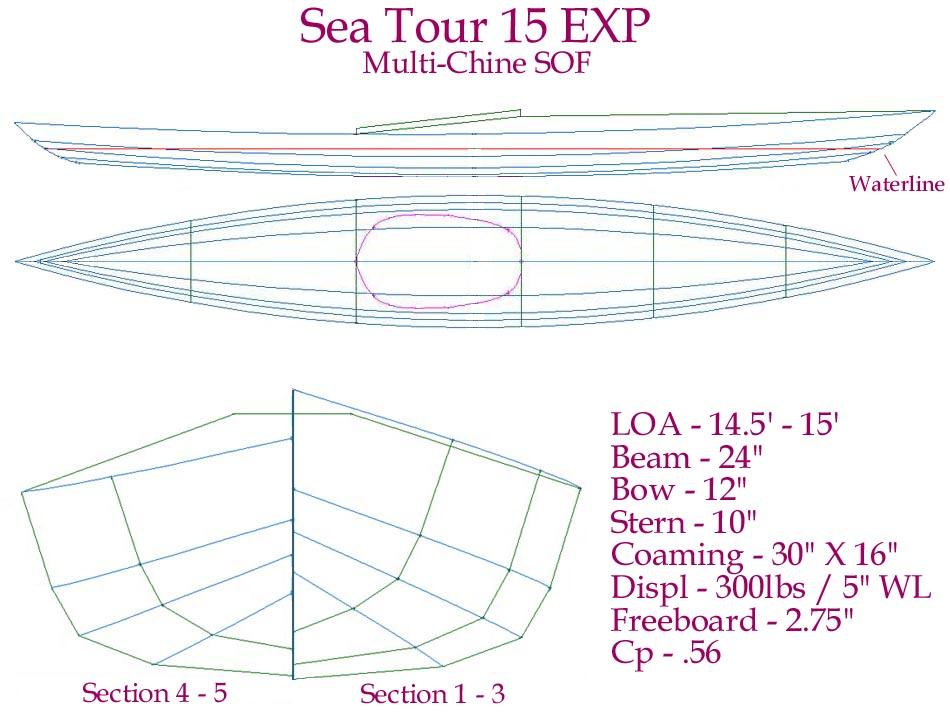 Sea Tour 15 EXP
Multi-Chine SOF
Waterline
LOA - 14.5' - 15'
Beam - 24"
Bow - 12"
Stern - 10"
Coaming - 30" X 16"
Displ - 300lbs / 5" WL
Freeboard - 2.75"
Cp - .56
Section 4 - 5
Section 1 - 3